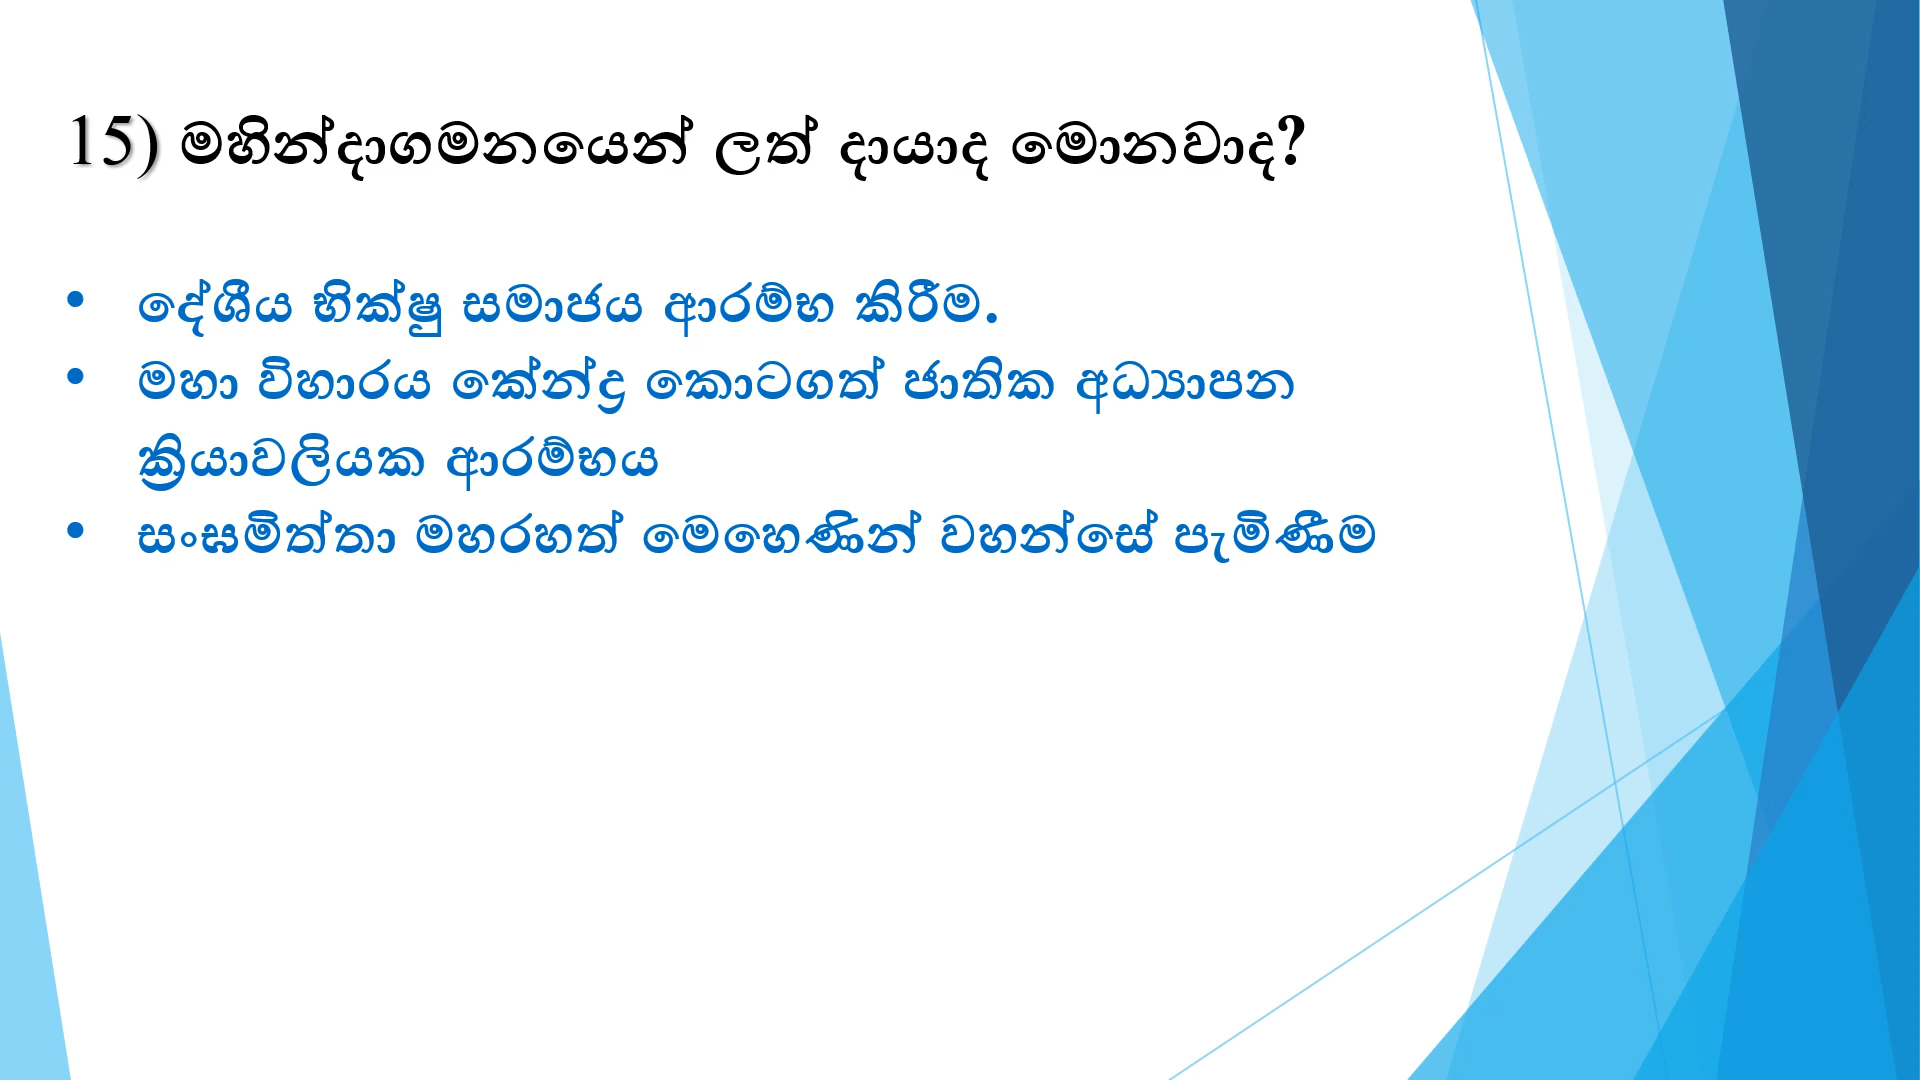 15) මහින්දාගමනයෙන් ලත් දායාද මොනවාද?
• දේශීය භික්ෂු සමාජය ආරම්භ කිරීම.
• මහා විහාරය කේන්ද්‍ර කොටගත් ජාතික අධ්‍යාපන
ක්‍රියාවලියක ආරම්භය
• සංඝමිත්තා මහරහත් මෙහෙණින් වහන්සේ පැමිණීම